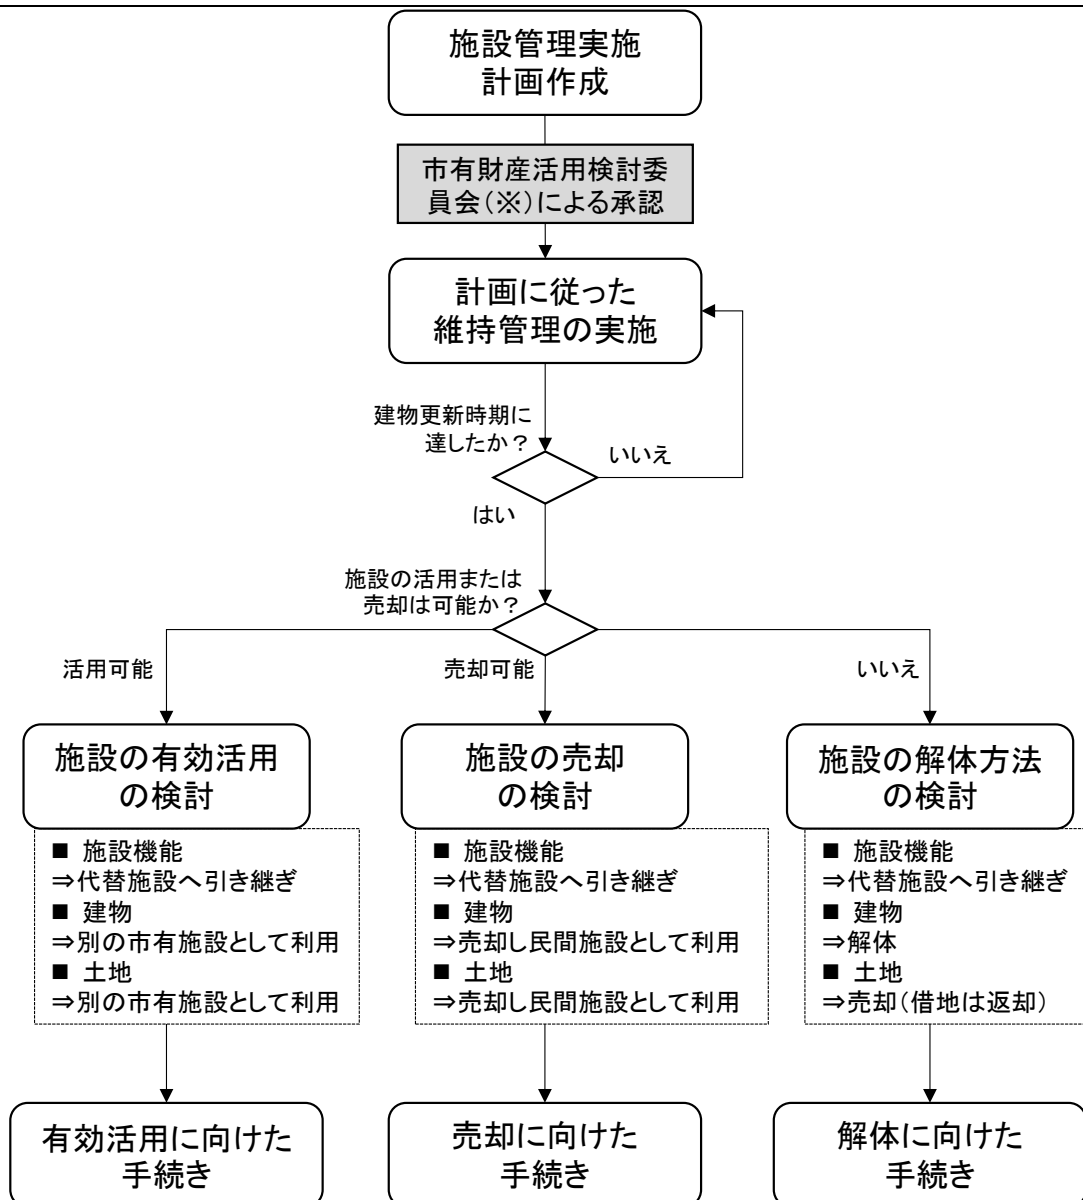 施設管理実施
計画作成
市有財産活用検討委
員会(※)による承認
計画に従った
維持管理の実施
建物更新時期に
達したか?
いいえ
はい
施設の活用または
売却は可能か?
活用可能
売却可能
いいえ
施設の有効活用
の検討
■ 施設機能
⇒代替施設へ引き継ぎ
■ 建物
⇒別の市有施設として利用
■ 土地
⇒別の市有施設として利用
施設の売却
の検討
■ 施設機能
⇒代替施設へ引き継ぎ
■ 建物
⇒売却し民間施設として利用
■ 土地
⇒売却し民間施設として利用
施設の解体方法
の検討
■ 施設機能
⇒代替施設へ引き継ぎ
■ 建物
⇒解体
■ 土地
⇒売却(借地は返却)
有効活用に向けた
手続き
売却に向けた
手続き
解体に向けた
手続き